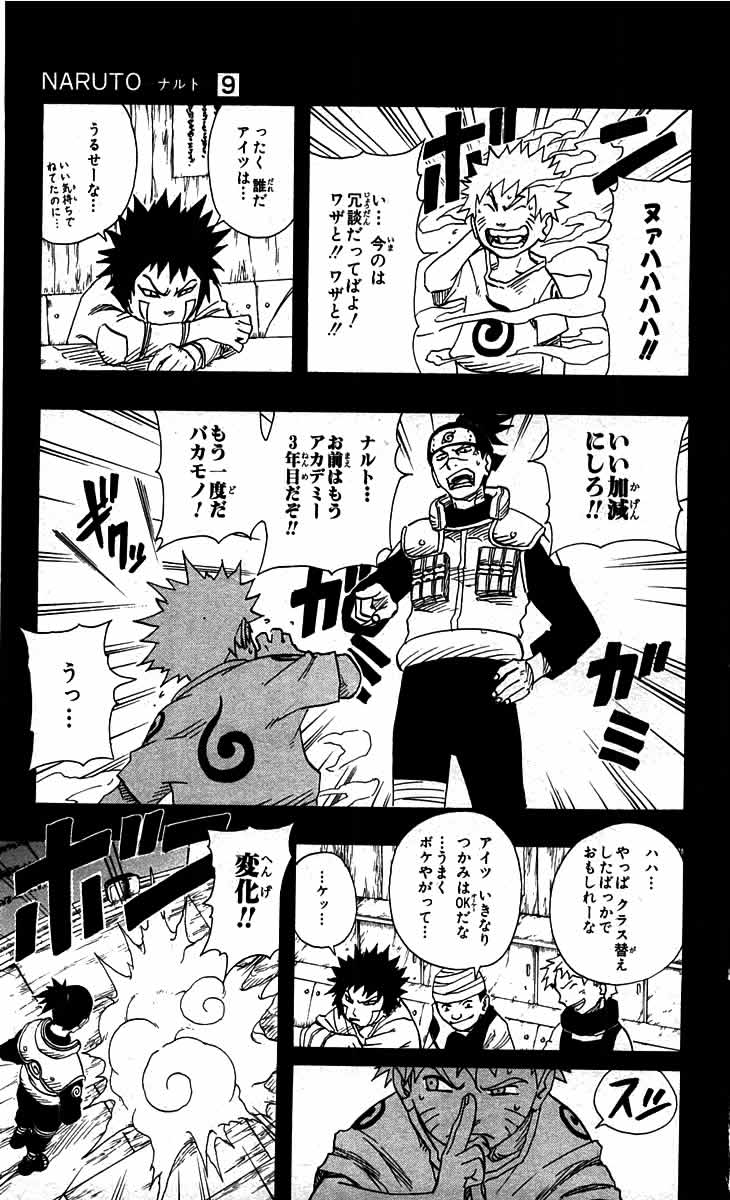 NARUTO ナルト 9
ボン
ヌァハハハハ!!
い…今のは
冗談だってばよ!
ワザと!!ワザと!!
ったく 誰だ
アイツは…
うるせーな…
いい気持ちで
ねてたのに…
いい加減
にしろ!!
ナルト…
お前はもう
アカデミー
3年目だぞ!!
もう一度だ
バカモノ!
ガミ
ガミ
ギクッ
うっ…
ハハ…
やっぱ クラス替え
したばっかで
おもしれーな
アイツ いきなり
つかみはOKだな
…うまく
ボケやがって…
…ケッ…
スッ
変化!!
ボン